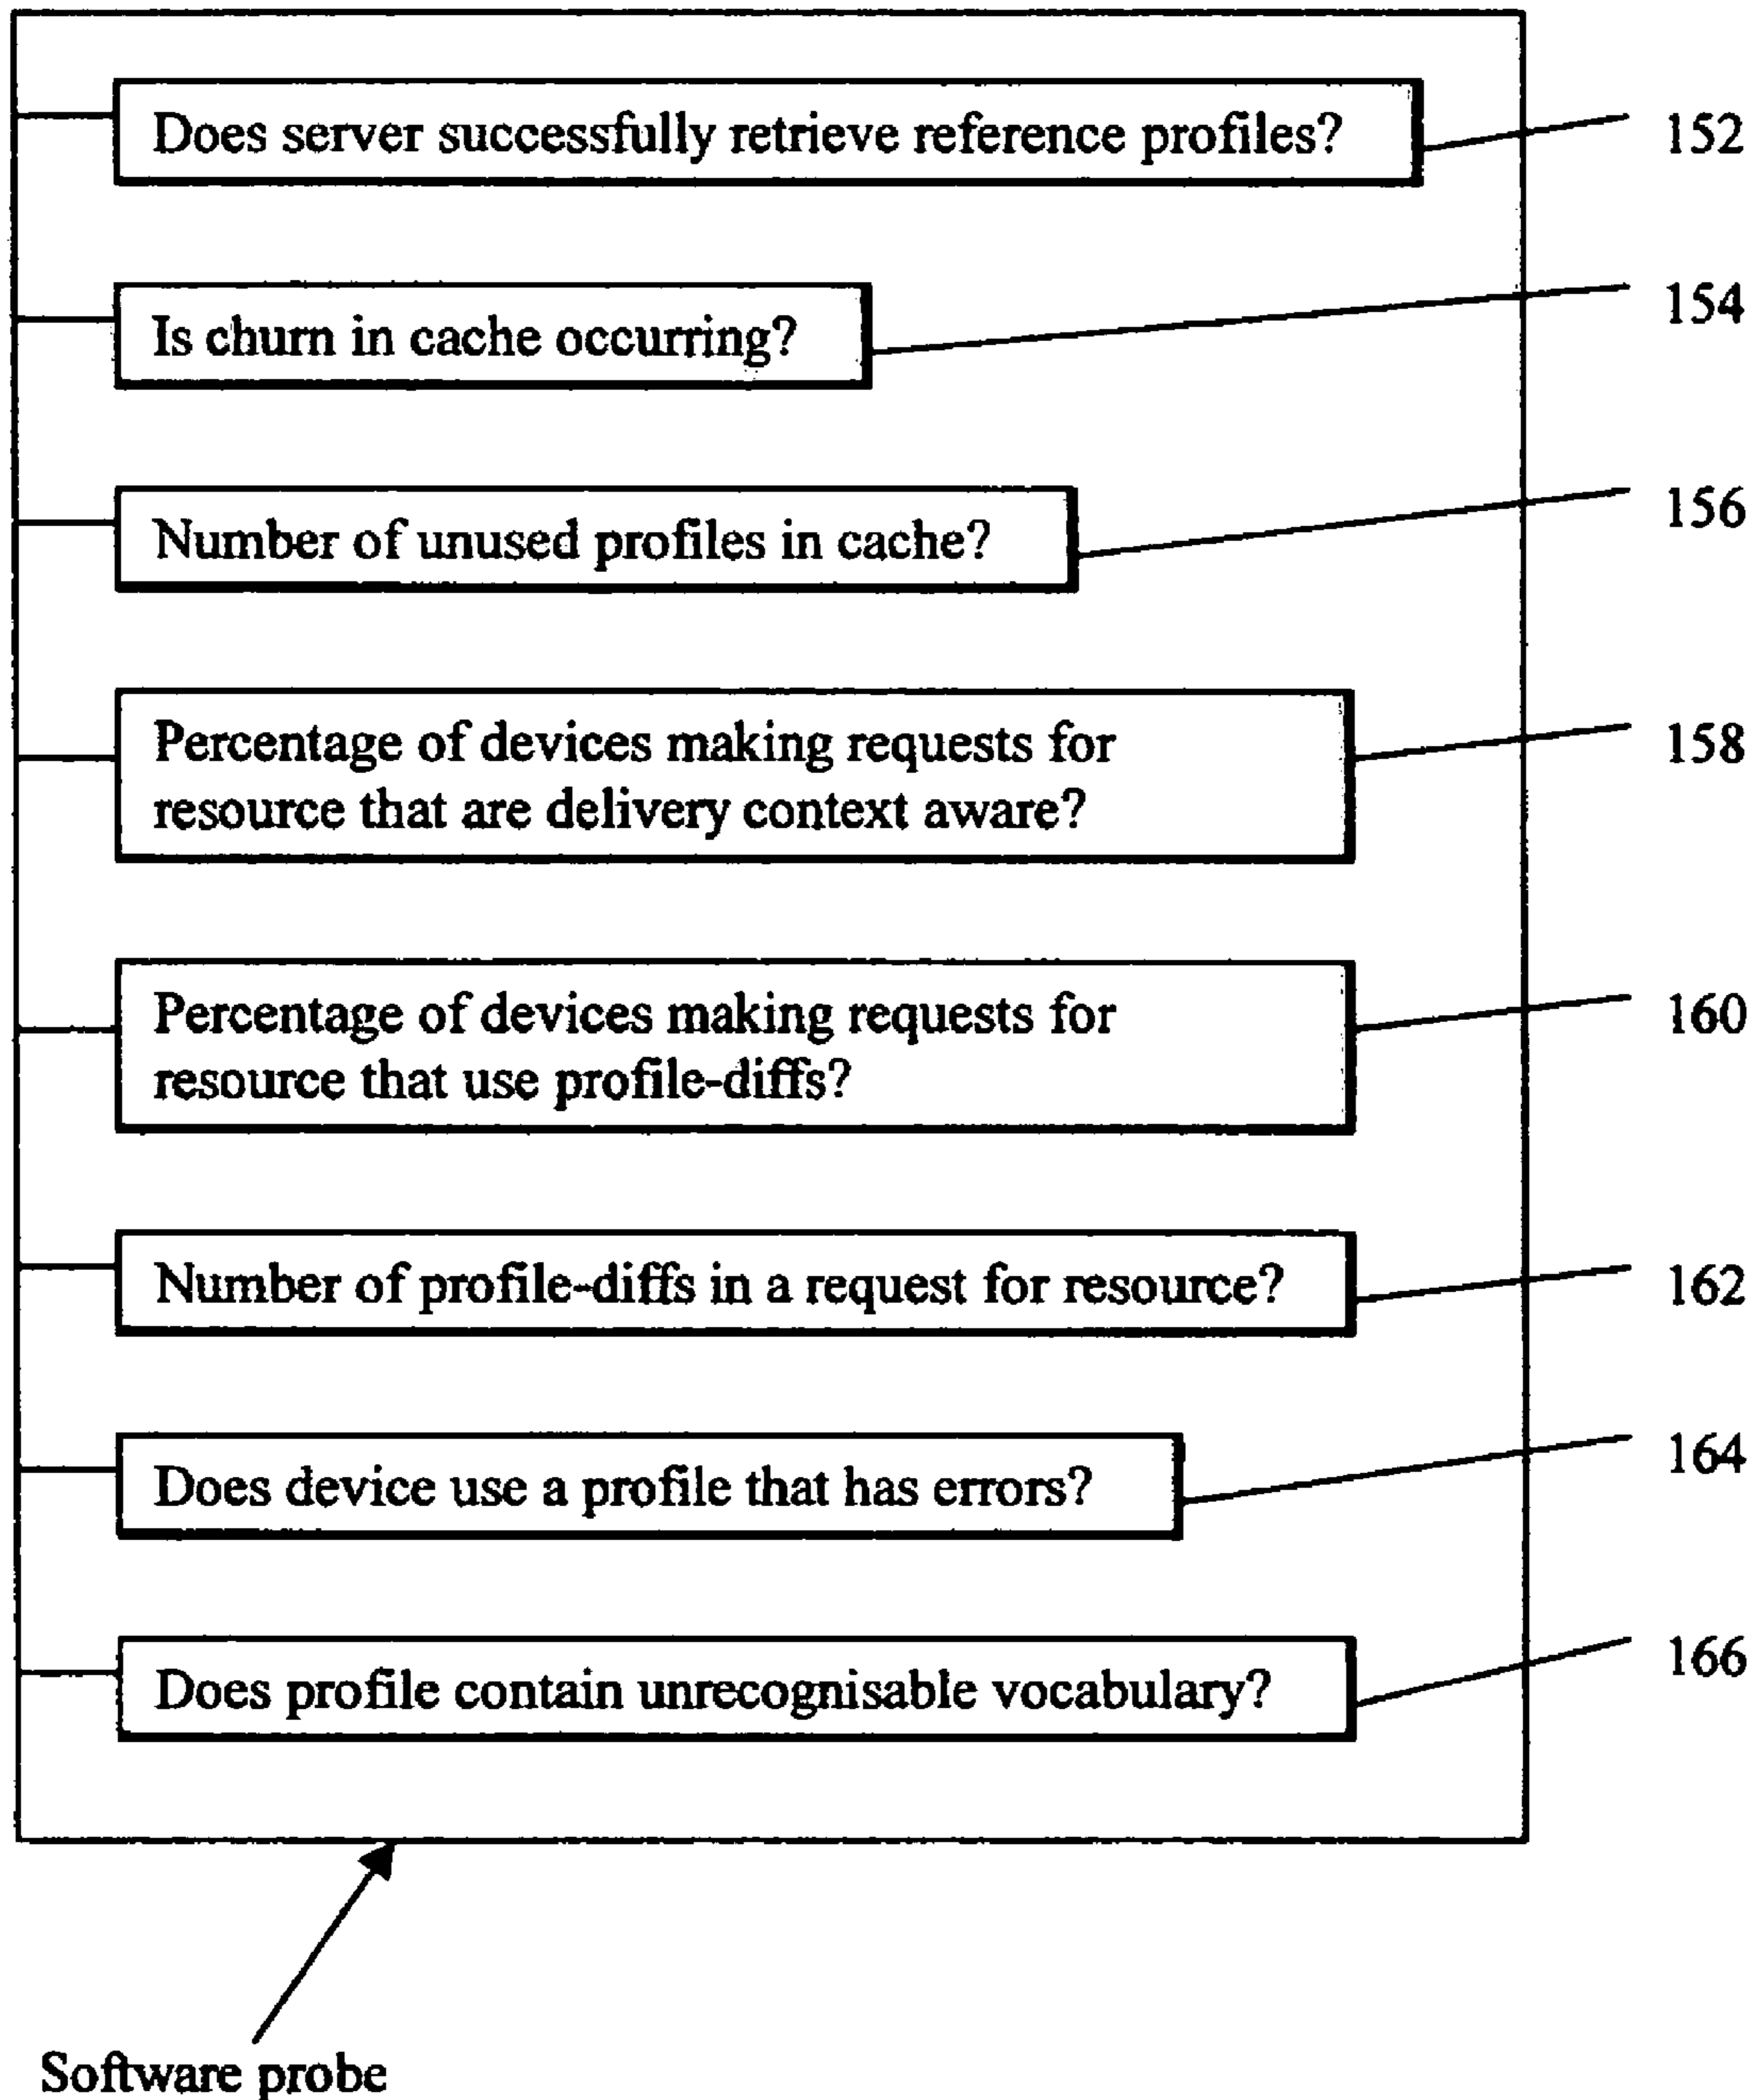 Does server successfully retrieve reference profiles?
152
Is churn in cache occurring?
154
Number of unused profiles in cache?
156
Percentage of devices making requests for
resource that are delivery context aware?
158
Percentage of devices making requests for
resource that use profile-diffs?
160
Number of profile-diffs in a request for resource?
162
Does device use a profile that has errors?
164
Does profile contain unrecognisable vocabulary?
166
Software probe